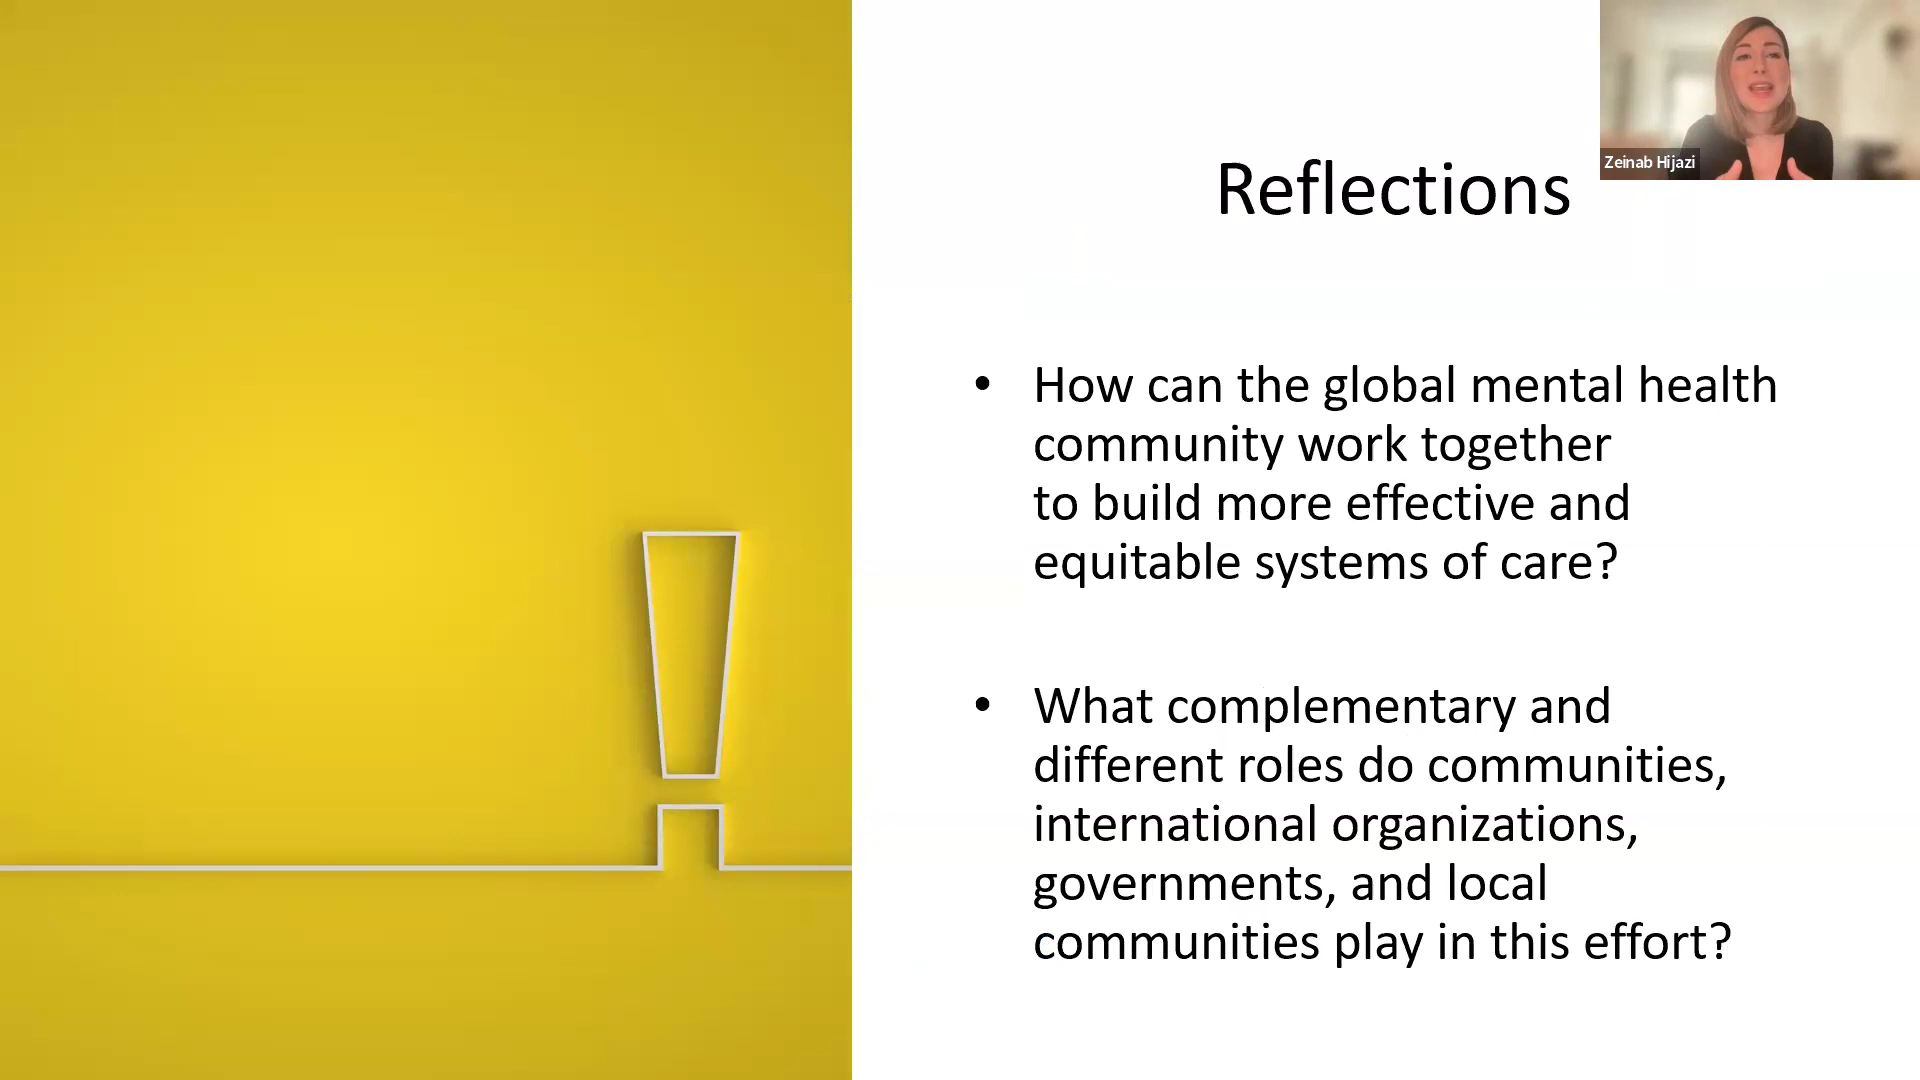 Zeinab Hijazi
Reflections
• How can the global mental health
community work together
to build more effective and
equitable systems of care?
• What complementary and
different roles do communities,
international organizations,
governments, and local
communities play in this effort?